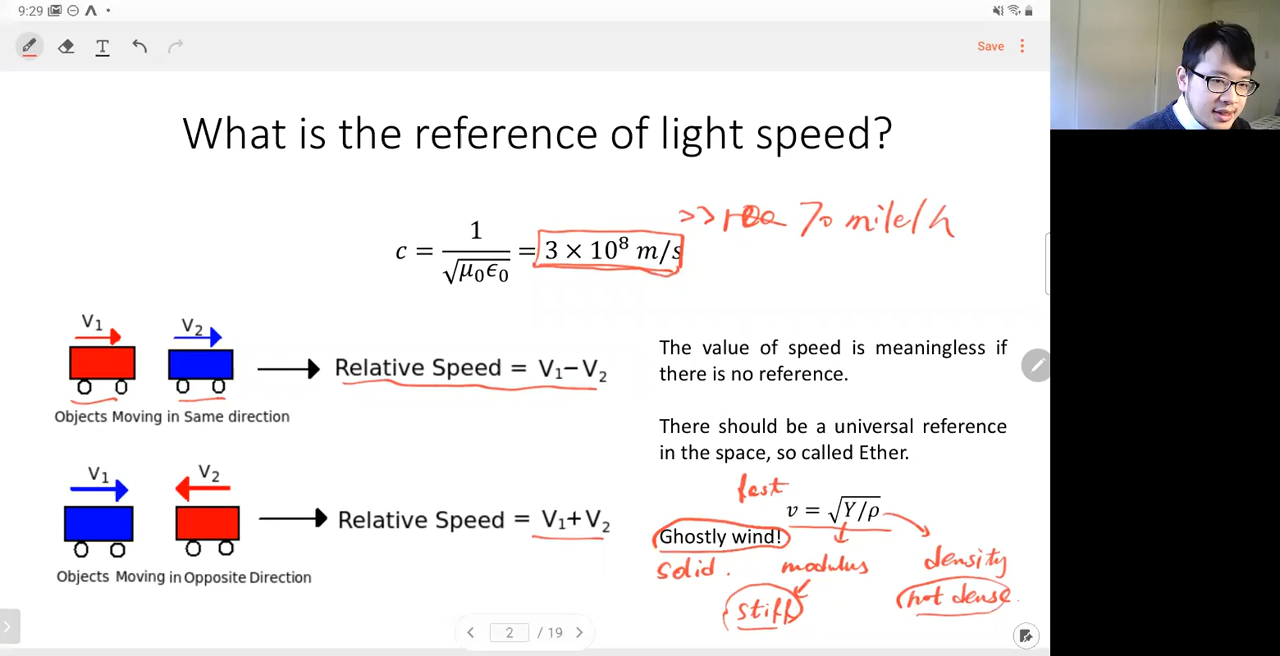 9:29
Save
What is the reference of light speed?
c = 1/√μ₀ϵ₀ = 3 × 10⁸ m/s
>> 70 mile/h
V₁ V₂
Relative Speed = V₁−V₂
Objects Moving in Same direction
The value of speed is meaningless if
there is no reference.
There should be a universal reference
in the space, so called Ether.
V₁ V₂
Relative Speed = V₁+V₂
Objects Moving in Opposite Direction
fast
v = √Y/ρ
Ghostly wind!
solid. modulus density
stiff not dense.
2 / 19